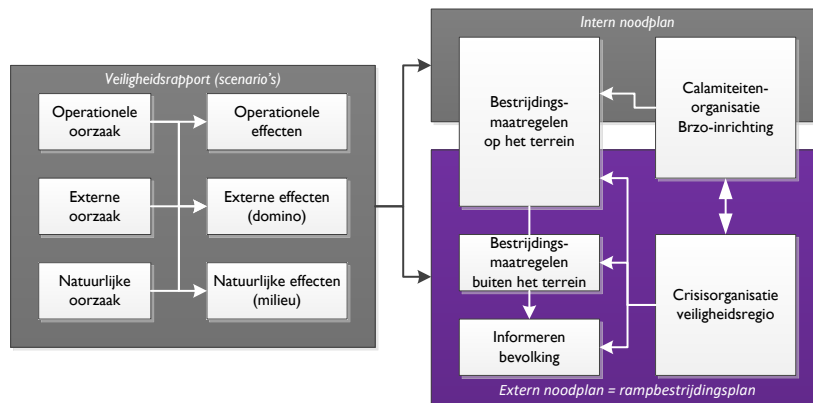 Veiligheidsrapport (scenario's)
Operationele
oorzaak
Operationele
effecten
Externe
oorzaak
Externe effecten
(domino)
Natuurlijke
oorzaak
Natuurlijke effecten
(milieu)
Intern noodplan
Bestrijdings-
maatregelen
op het terrein
Calamiteiten-
organisatie
Brzo-inrichting
Bestrijdings-
maatregelen
buiten het terrein
Informeren
bevolking
Crisisorganisatie
veiligheidsregio
Extern noodplan = rampbestrijdingsplan